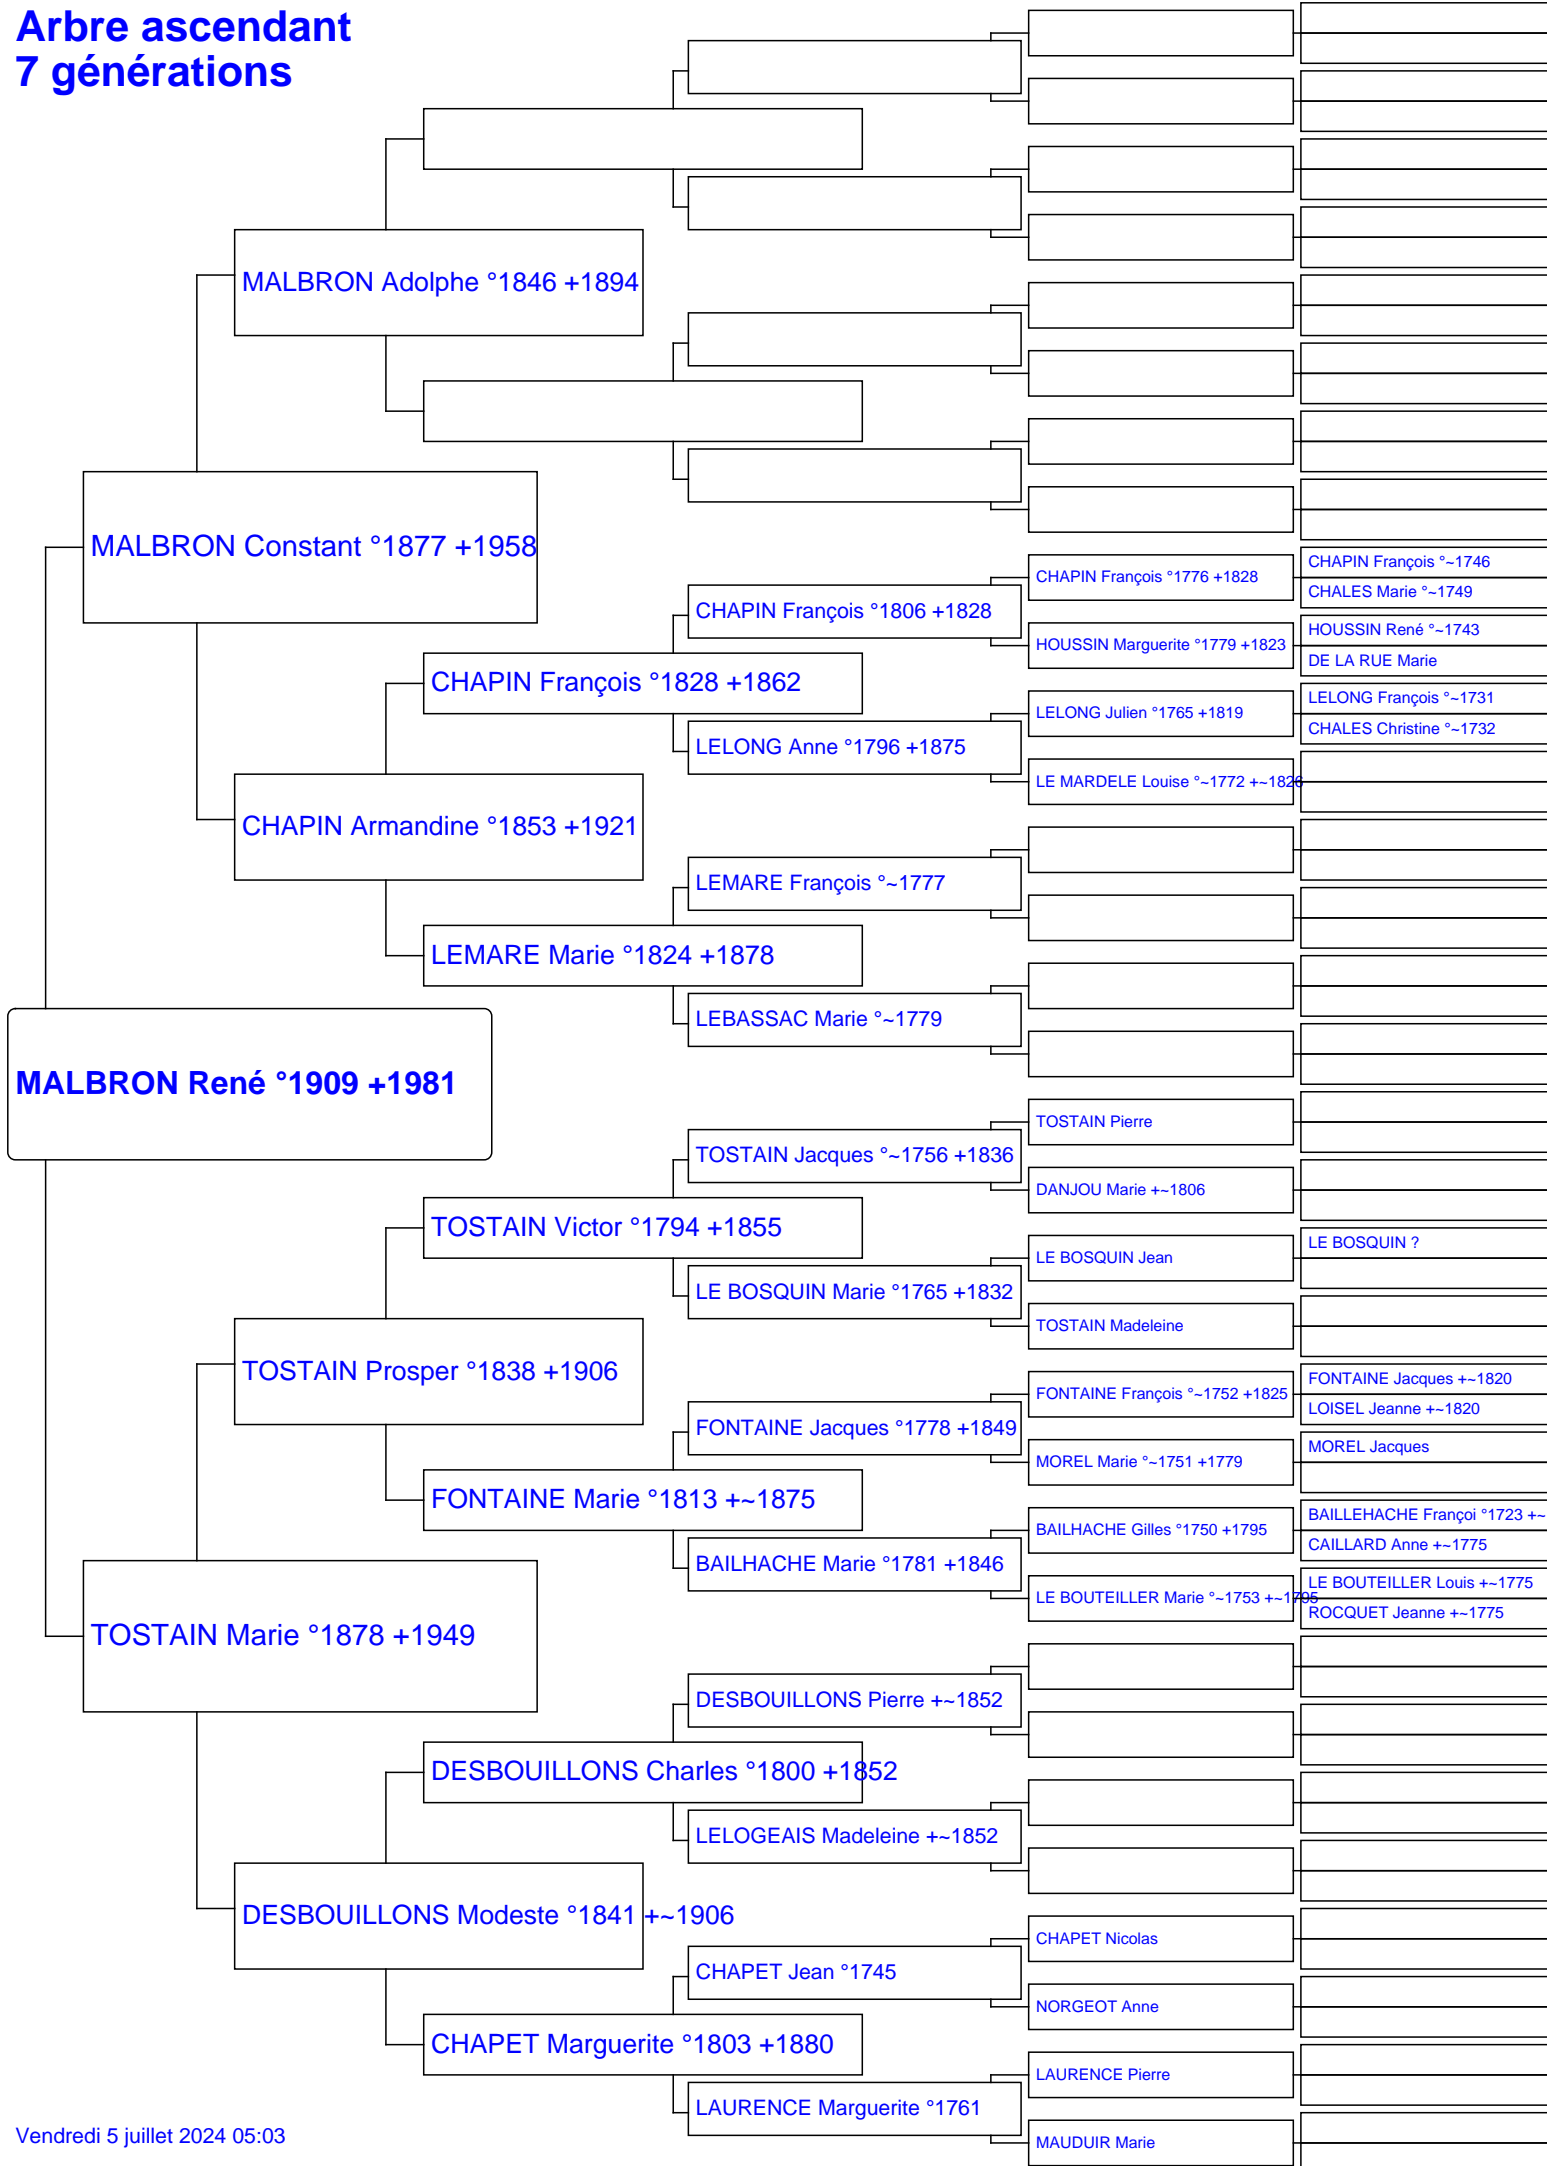 Arbre ascendant
7 générations
MALBRON Adolphe °1846 +1894
MALBRON Constant °1877 +1958
CHAPIN François °1746
CHAPIN François °1776 +1828
CHALES Marie °~1749
CHAPIN François °1806 +1828
HOUSSIN René °~1743
HOUSSIN Marguerite °1779 +1823
DE LA RUE Marie
CHAPIN François °1828 +1862
LELONG François °~1731
LELONG Julien °1765 +1819
CHALES Christine °~1732
LELONG Anne °1796 +1875
LE MARDELE Louise °~1772 +~1826
CHAPIN Armandine °1853 +1921
LEMARE François °~1777
LEMARE Marie °1824 +1878
LEBASSAC Marie °~1779
MALBRON René °1909 +1981
TOSTAIN Pierre
TOSTAIN Jacques °~1756 +1836
DANJOU Marie +~1806
TOSTAIN Victor °1794 +1855
LE BOSQUIN ?
LE BOSQUIN Jean
LE BOSQUIN Marie °1765 +1832
TOSTAIN Madeleine
TOSTAIN Prosper °1838 +1906
FONTAINE Jacques +~1820
FONTAINE François °~1752 +1825
LOISEL Jeanne +~1820
FONTAINE Jacques °1778 +1849
MOREL Jacques
MOREL Marie °~1751 +1779
FONTAINE Marie °1813 +~1875
BAILLEHACHE Françoi °1723 +~
BAILHACHE Gilles °1750 +1795
CAILLARD Anne +~1775
BAILHACHE Marie °1781 +1846
LE BOUTEILLER Louis +~1775
LE BOUTEILLER Marie °~1753 +~1795
ROCQUET Jeanne +~1775
TOSTAIN Marie °1878 +1949
DESBOUILLONS Pierre +~1852
DESBOUILLONS Charles °1800 +1852
LELOGEAIS Madeleine +~1852
DESBOUILLONS Modeste °1841 +~1906
CHAPET Nicolas
CHAPET Jean °1745
NORGEOT Anne
CHAPET Marguerite °1803 +1880
LAURENCE Pierre
LAURENCE Marguerite °1761
MAUDUIR Marie
Vendredi 5 juillet 2024 05:03